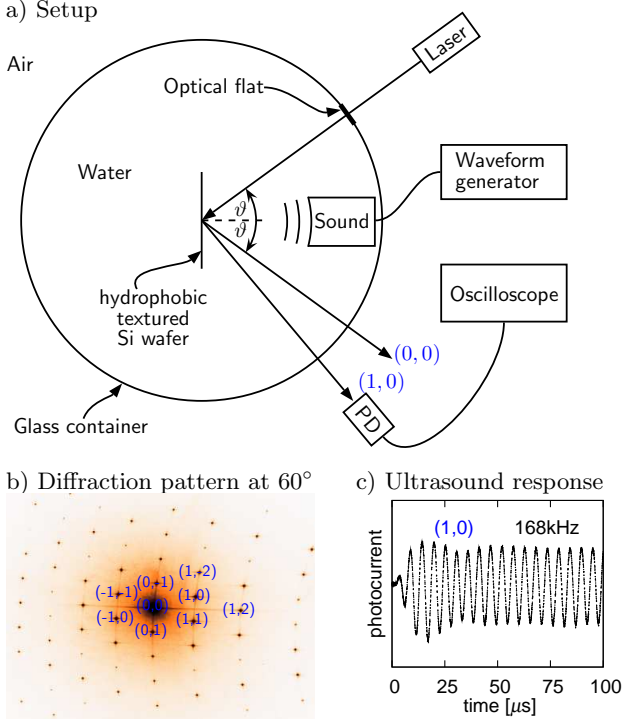 a) Setup
Laser
Air
Optical flat
Water
Waveform
generator
ϑ
ϑ
Sound
hydrophobic
textured
Si wafer
Oscilloscope
(0, 0)
(1, 0)
PD
Glass container
b) Diffraction pattern at 60°
(1,-2)
(0,-1)
(-1,-1)
(1,0)
(0,0)
(1,2)
(-1,0)
(1,1)
(0,1)
c) Ultrasound response
(1,0)
168kHz
photocurrent
0 25 50 75 100
time [μs]